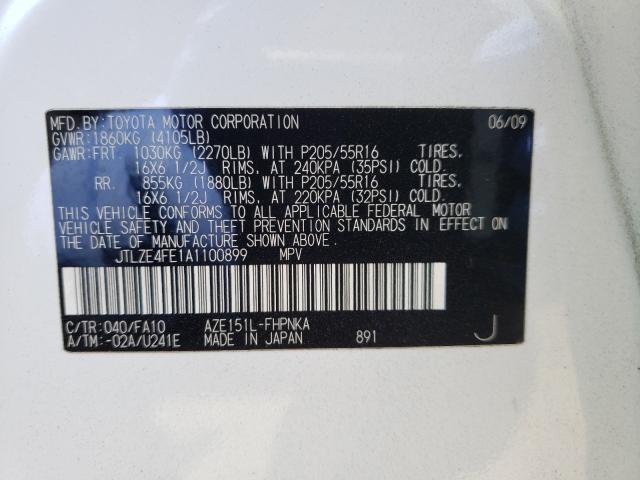 MFD.BY:TOYOTA MOTOR CORPORATION 06/09
GVWR:1860KG (4105LB)
GAWR:FRT 1030KG (2270LB) WITH P205/55R16 TIRES,
16X6 1/2J RIMS, AT 240KPA (35PSI) COLD.
RR. 855KG (1880LB) WITH P205/55R16 TIRES,
16X6 1/2J RIMS, AT 220KPA (32PSI) COLD.
THIS VEHICLE CONFORMS TO ALL APPLICABLE FEDERAL MOTOR
VEHICLE SAFETY AND THEFT PREVENTION STANDARDS IN EFFECT ON
THE DATE OF MANUFACTURE SHOWN ABOVE.
JTLZE4FE1A1100899 MPV
C/TR:040/FA10 AZE151L-FHPNKA
A/TM:-02A/U241E MADE IN JAPAN 891 J